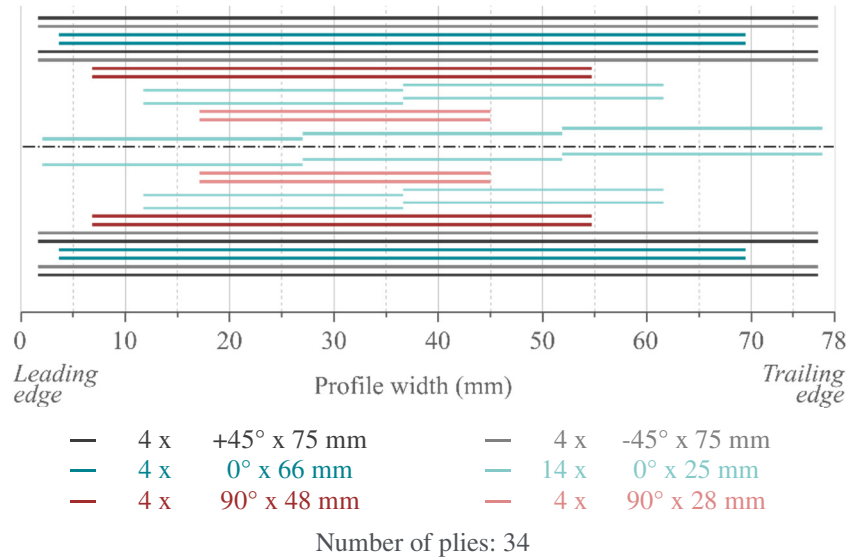 0 10 20 30 40 50 60 70 78
Leading edge
Profile width (mm)
Trailing edge
4 x +45° x 75 mm
4 x -45° x 75 mm
4 x 0° x 66 mm
14 x 0° x 25 mm
4 x 90° x 48 mm
4 x 90° x 28 mm
Number of plies: 34